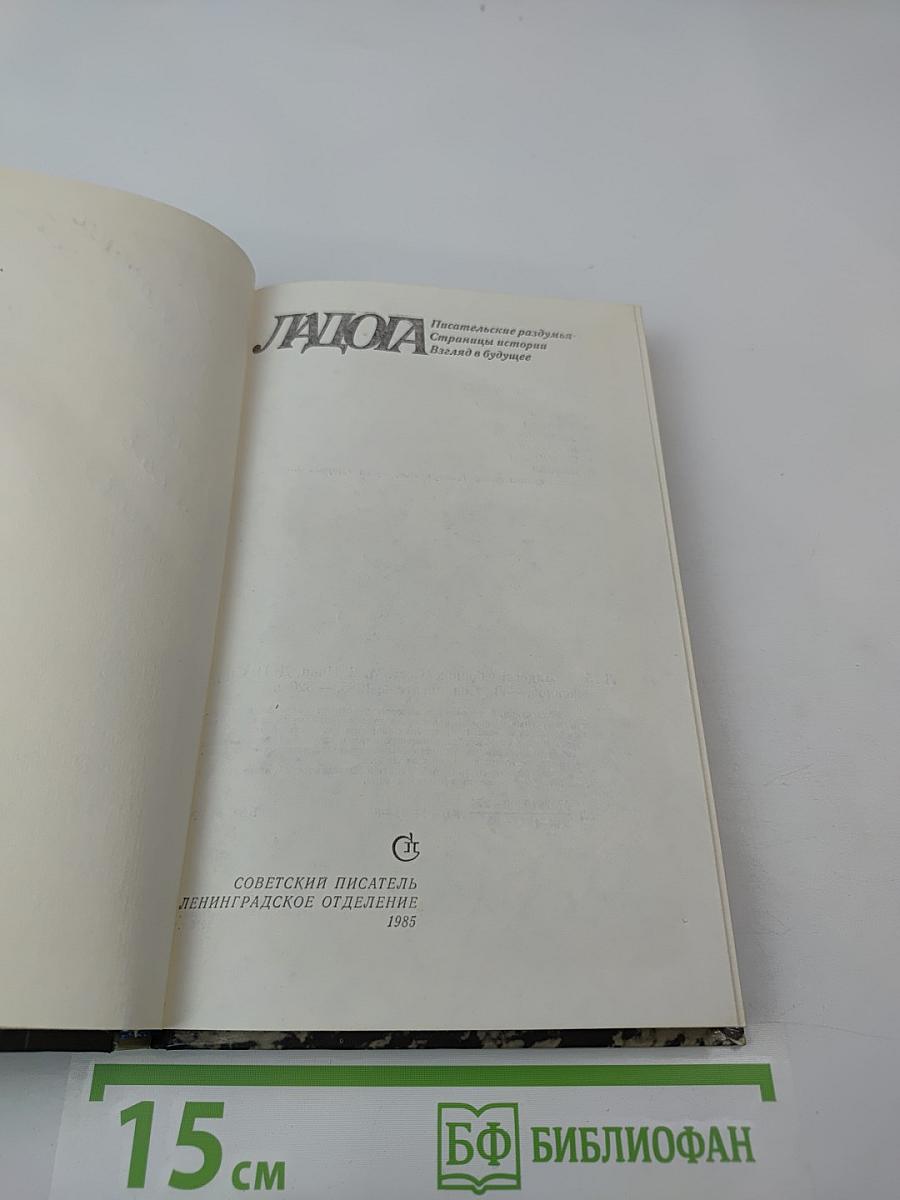 ЛАДОГА
Писательские раздумья
Страницы истории
Взгляд в будущее
СОВЕТСКИЙ ПИСАТЕЛЬ
ЛЕНИНГРАДСКОЕ ОТДЕЛЕНИЕ
1985
15 см
БФ БИБЛИОФАН